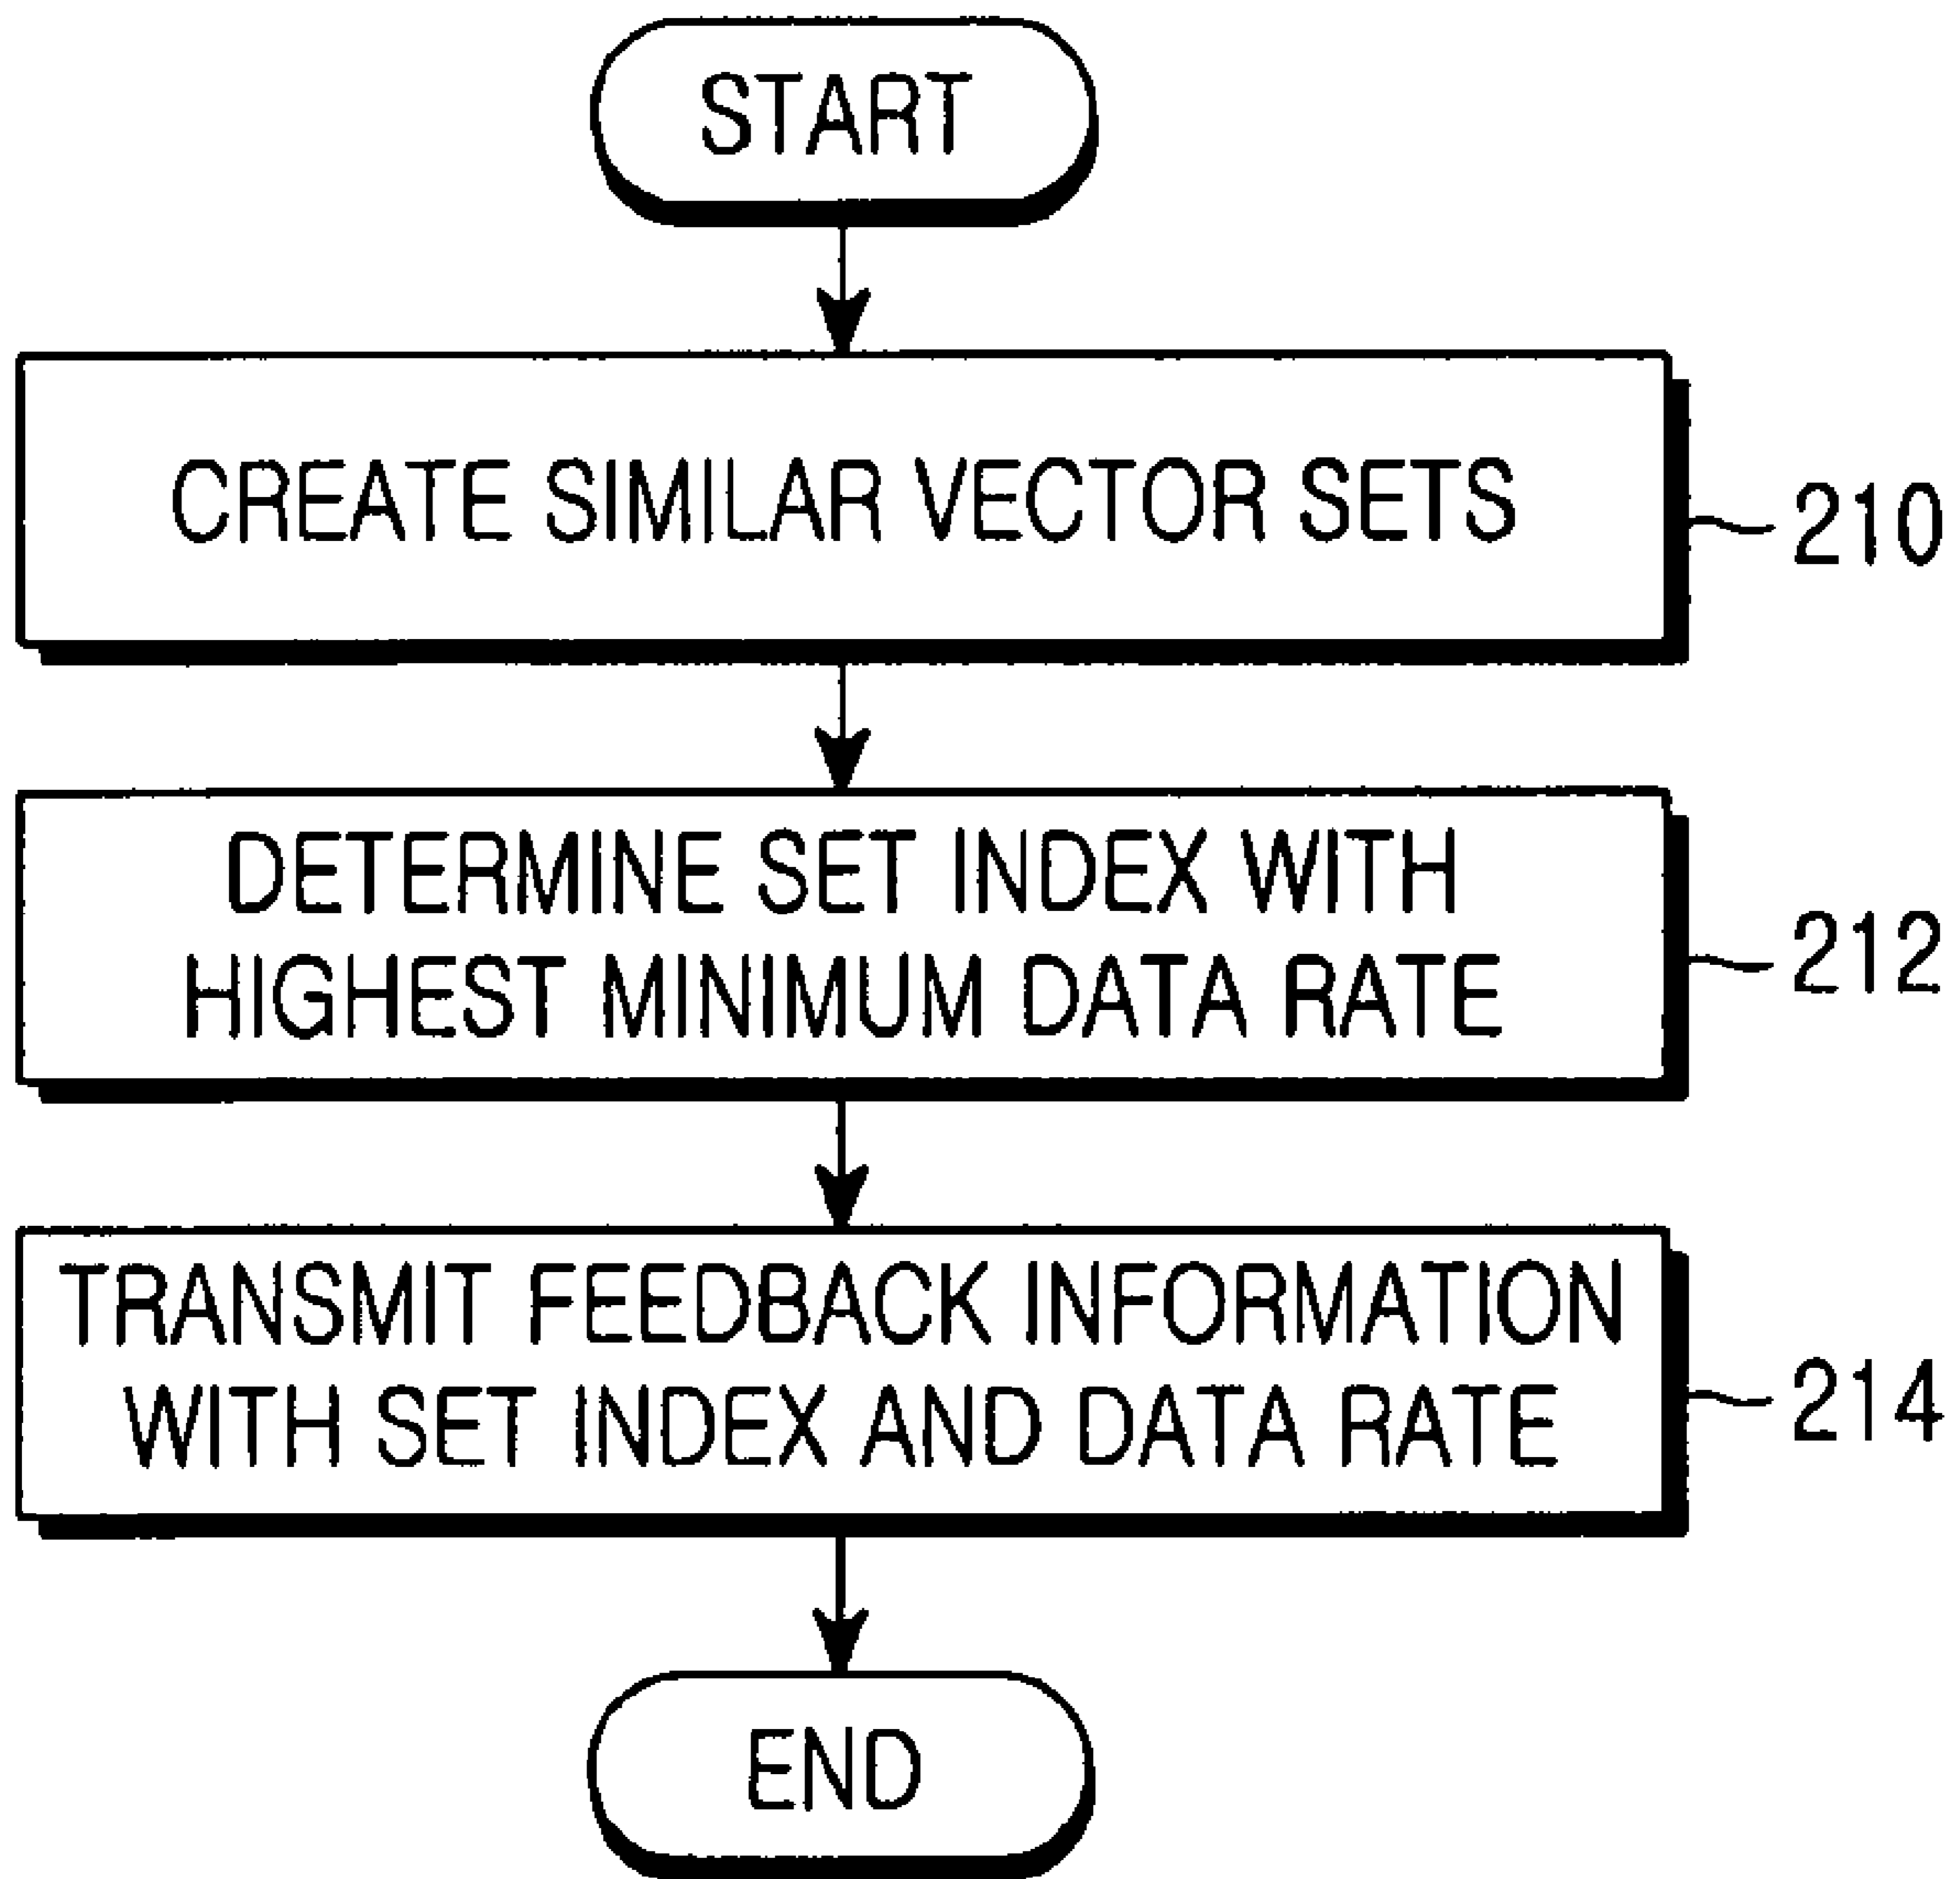 START
CREATE SIMILAR VECTOR SETS
210
DETERMINE SET INDEX WITH
HIGHEST MINIMUM DATA RATE
212
TRANSMIT FEEDBACK INFORMATION
WITH SET INDEX AND DATA RATE
214
END